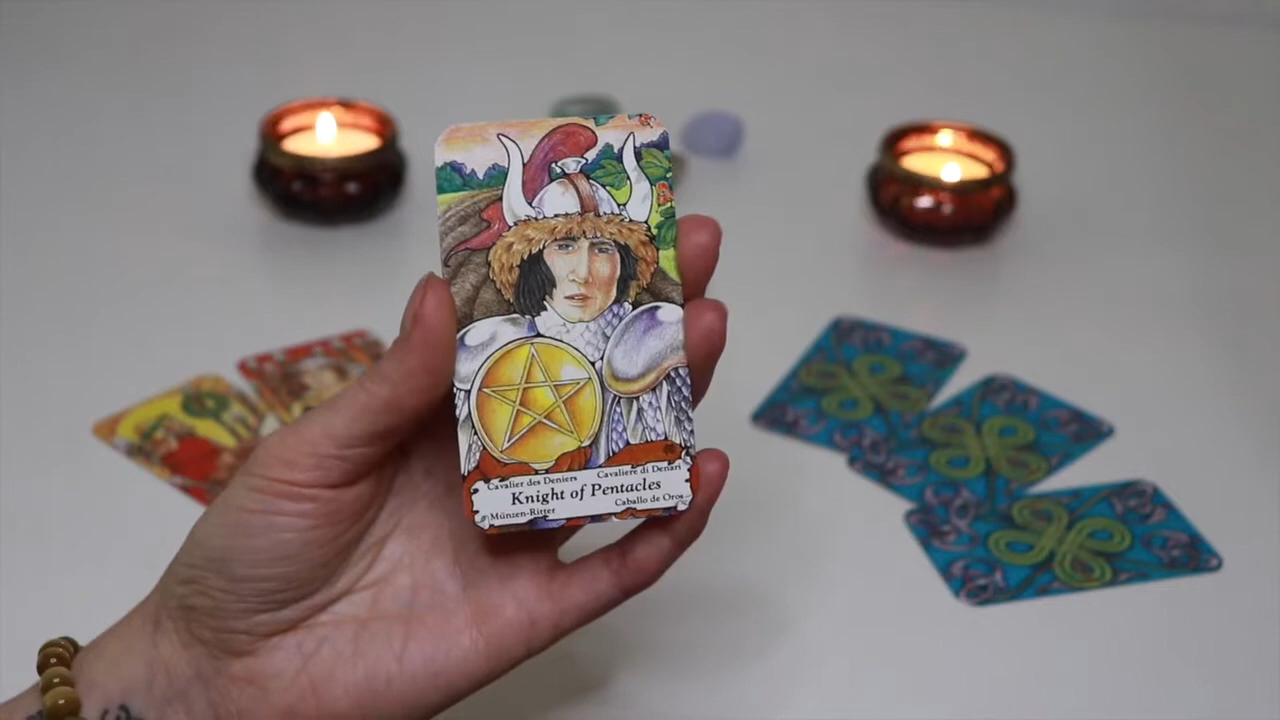 Cavalier des Deniers Cavaliere di Denari
Knight of Pentacles
Münzen-Ritter Caballo de Oros